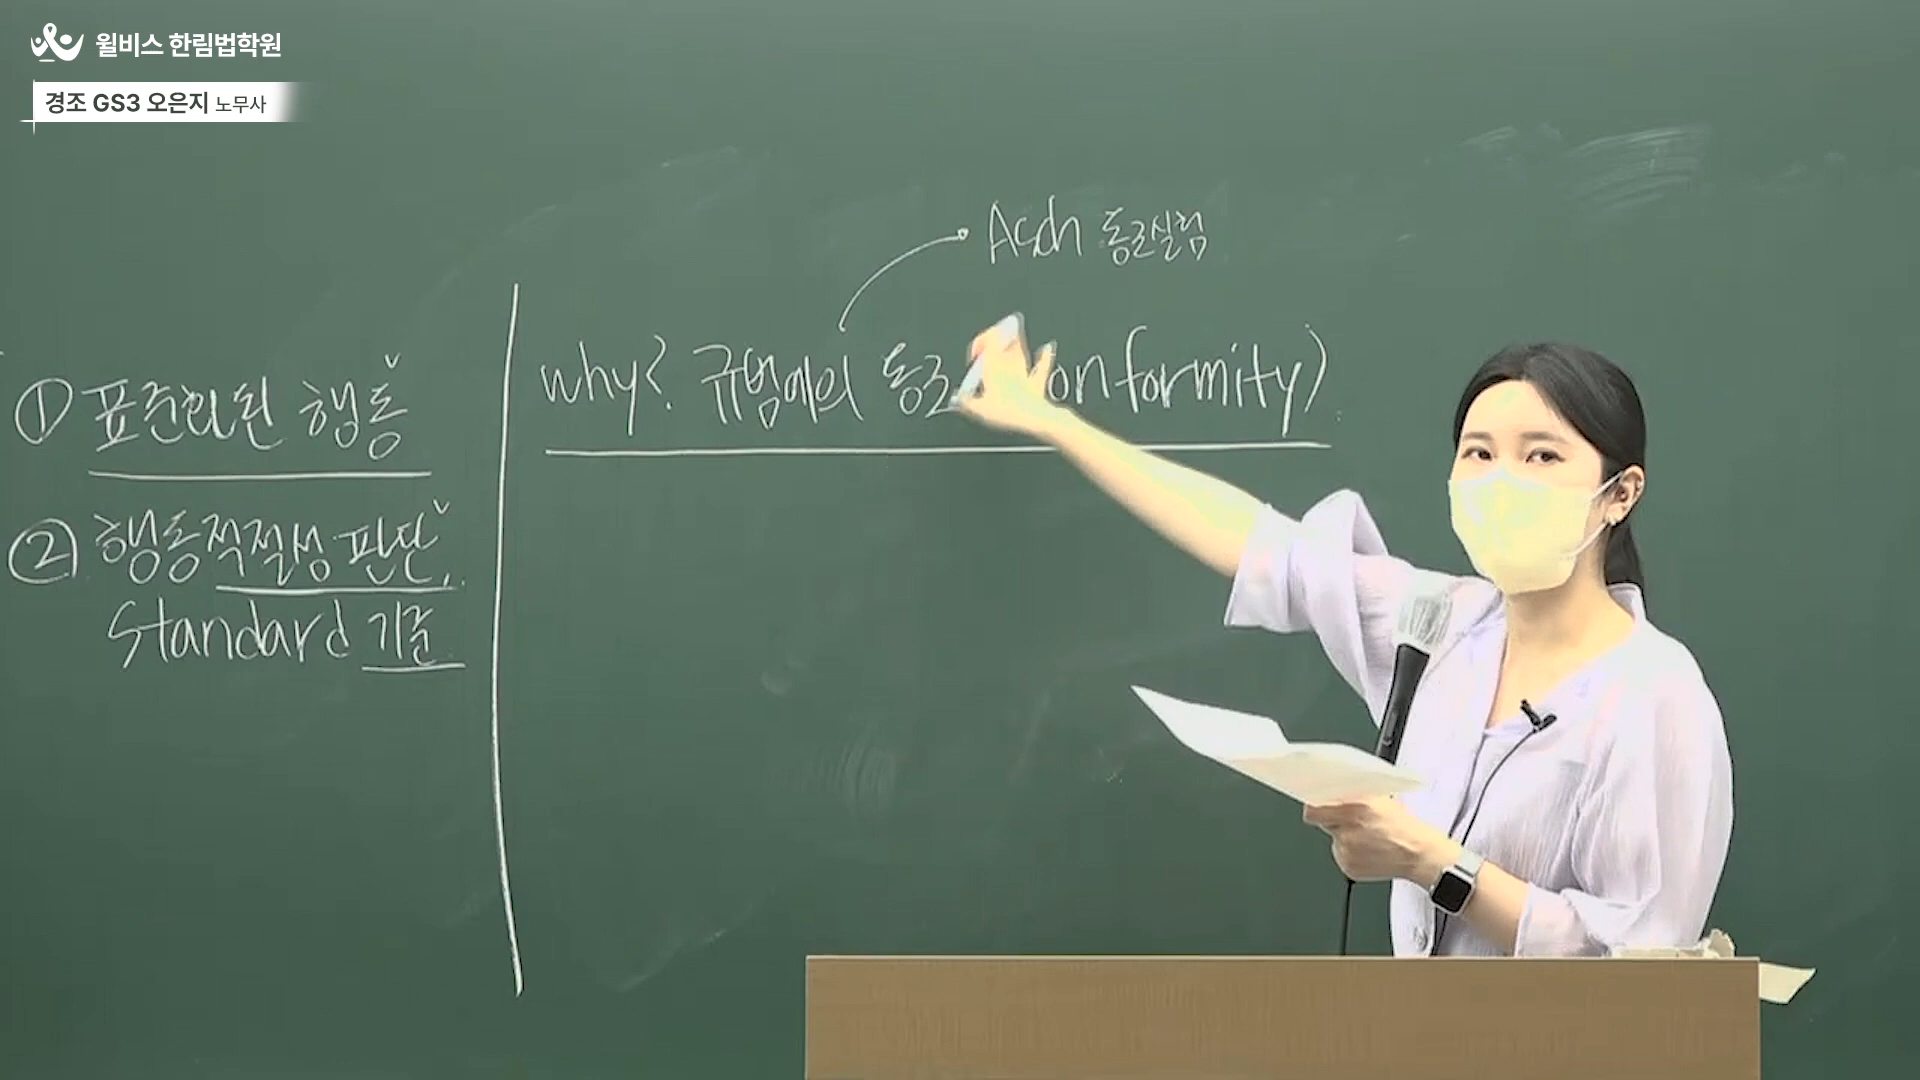 윌비스 한림법학원
경조 GS3 오은지 노무사
Asch 동조실험
why? 규범에의 동조 onformity)
① 표준화된 행동
② 행동적절성 판단,
Standard 기준